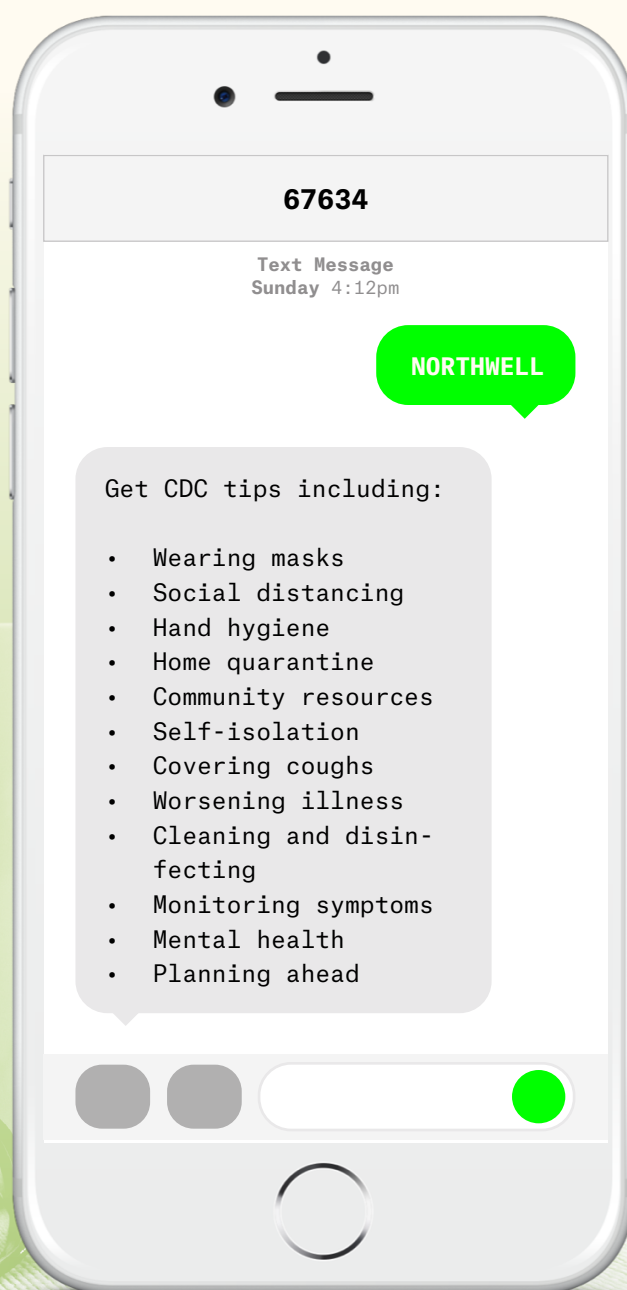 67634
Text Message
Sunday 4:12pm
NORTHWELL
Get CDC tips including:
• Wearing masks
• Social distancing
• Hand hygiene
• Home quarantine
• Community resources
• Self-isolation
• Covering coughs
• Worsening illness
• Cleaning and disin-
fecting
• Monitoring symptoms
• Mental health
• Planning ahead